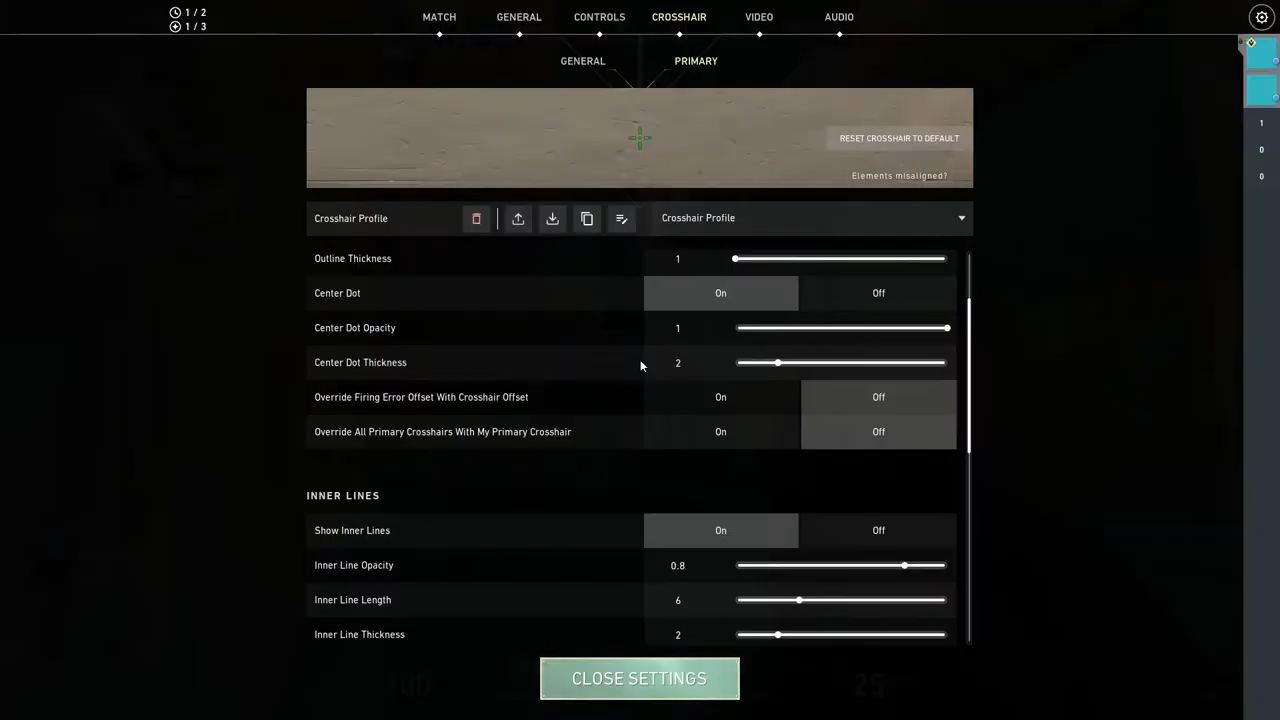 1 / 2
1 / 3
MATCH GENERAL CONTROLS CROSSHAIR VIDEO AUDIO
GENERAL PRIMARY
RESET CROSSHAIR TO DEFAULT
Elements misaligned?
Crosshair Profile Crosshair Profile
Outline Thickness 1
Center Dot On Off
Center Dot Opacity 1
Center Dot Thickness 2
Override Firing Error Offset With Crosshair Offset On Off
Override All Primary Crosshairs With My Primary Crosshair On Off
INNER LINES
Show Inner Lines On Off
Inner Line Opacity 0.8
Inner Line Length 6
Inner Line Thickness 2
CLOSE SETTINGS
1
0
0